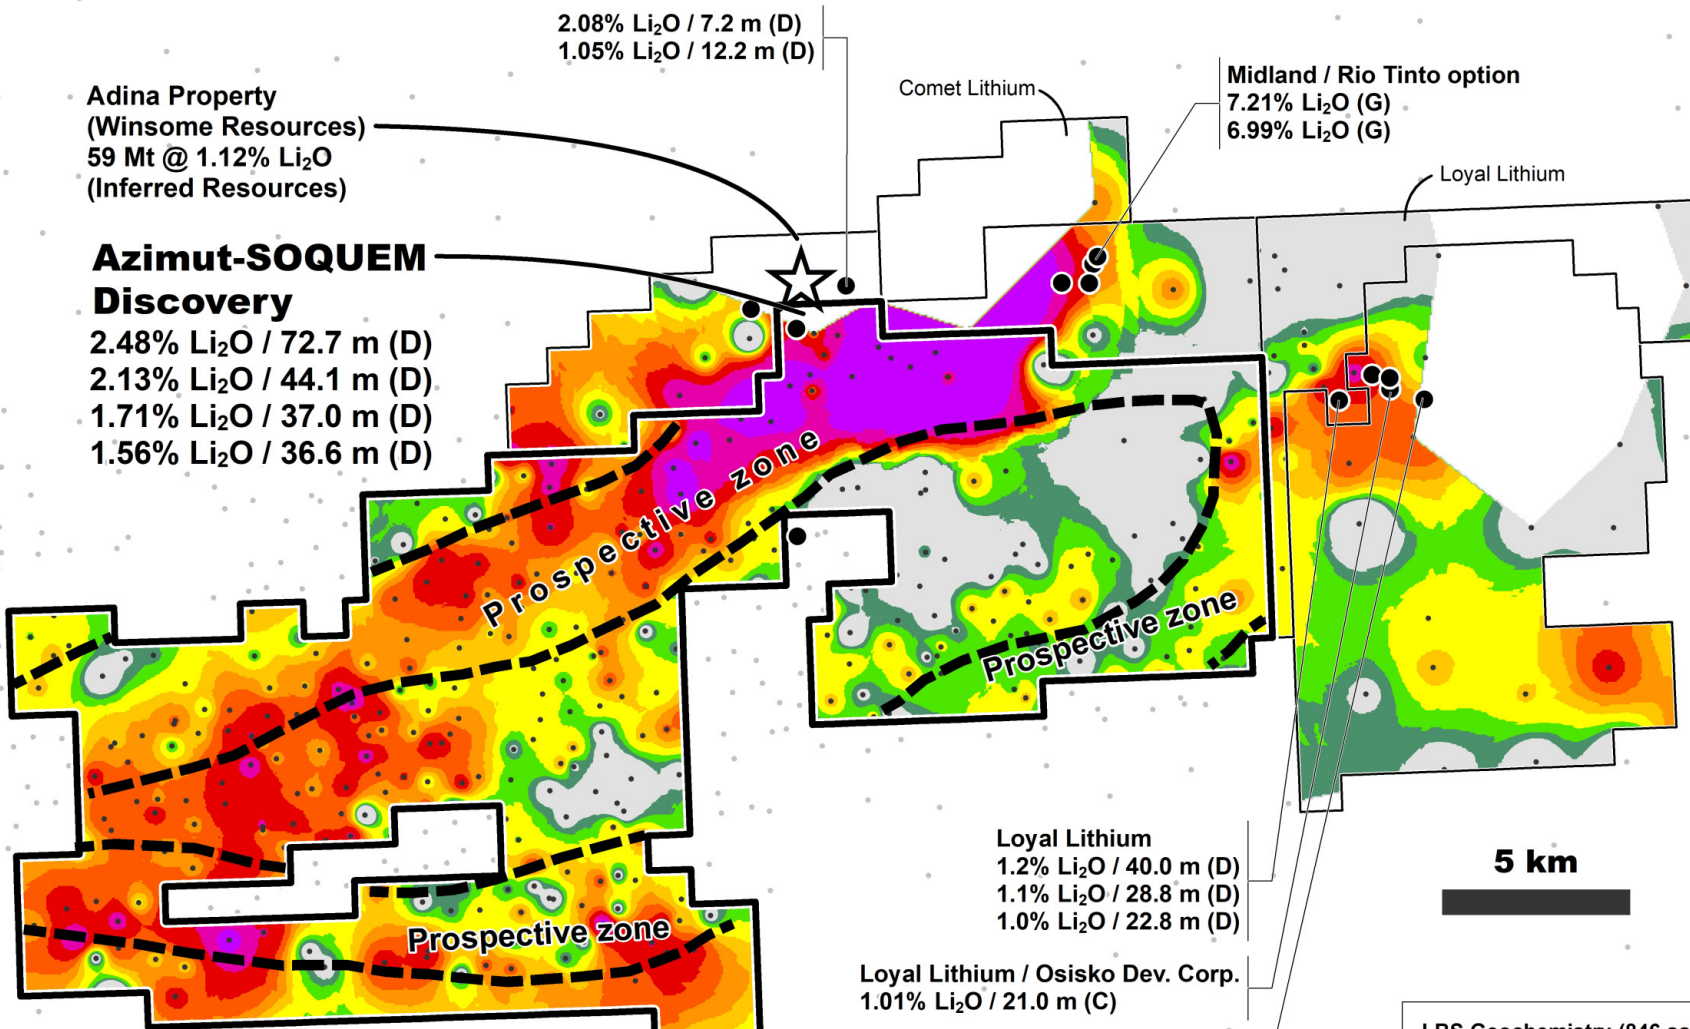 2.08% Li₂O / 7.2 m (D)
1.05% Li₂O / 12.2 m (D)
Adina Property
(Winsome Resources)
59 Mt @ 1.12% Li₂O
(Inferred Resources)
Comet Lithium
Midland / Rio Tinto option
7.21% Li₂O (G)
6.99% Li₂O (G)
Loyal Lithium
Azimut-SOQUEM
Discovery
2.48% Li₂O / 72.7 m (D)
2.13% Li₂O / 44.1 m (D)
1.71% Li₂O / 37.0 m (D)
1.56% Li₂O / 36.6 m (D)
Prospective zone
Prospective zone
Prospective zone
Loyal Lithium
1.2% Li₂O / 40.0 m (D)
1.1% Li₂O / 28.8 m (D)
1.0% Li₂O / 22.8 m (D)
5 km
Loyal Lithium / Osisko Dev. Corp.
1.01% Li₂O / 21.0 m (C)